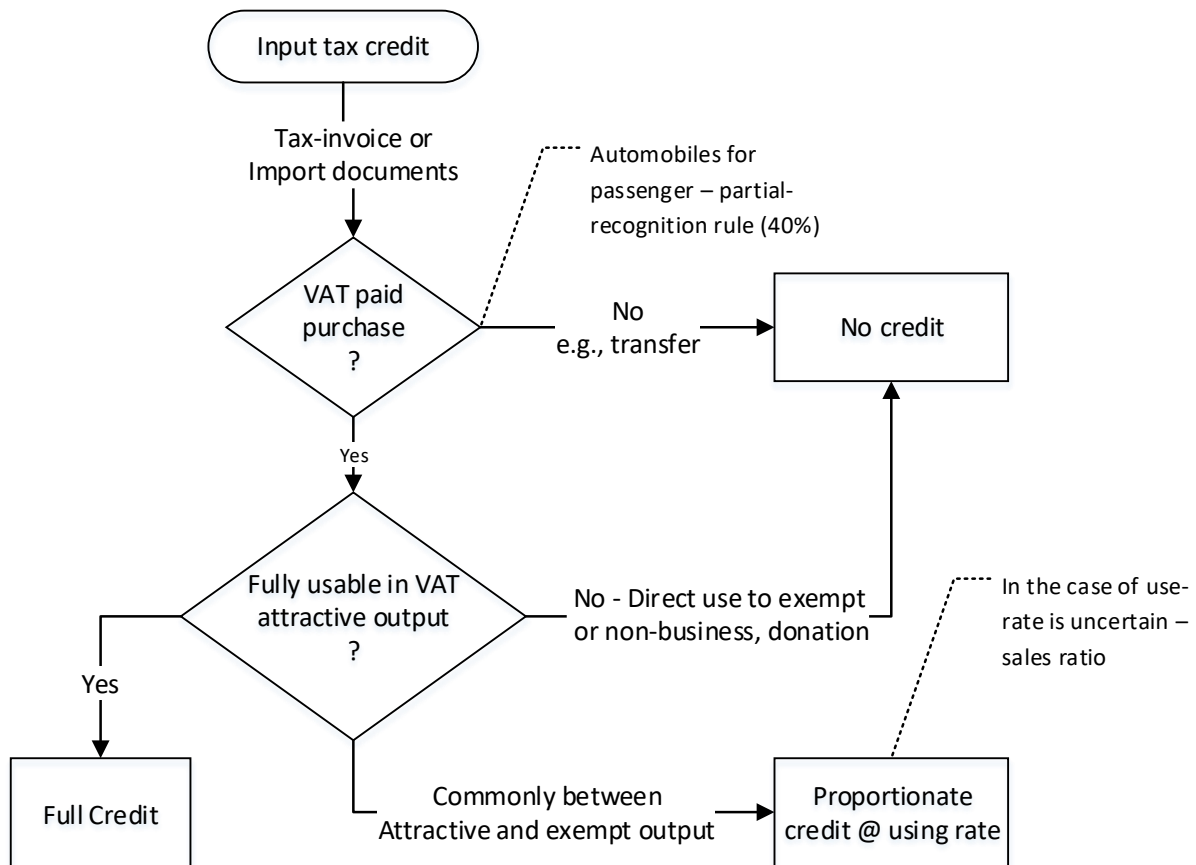 Input tax credit
Tax-invoice or
Import documents
Automobiles for
passenger – partial-
recognition rule (40%)
VAT paid
purchase
?
No
e.g., transfer
No credit
Yes
Fully usable in VAT
attractive output
?
No - Direct use to exempt
or non-business, donation
In the case of use-
rate is uncertain –
sales ratio
Yes
Full Credit
Commonly between
Attractive and exempt output
Proportionate
credit @ using rate